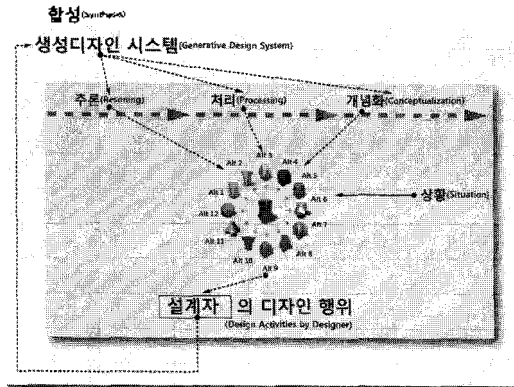 합성(Synthesis)
생성디자인 시스템(Generative Design System)
주론(Resoning) 처리(Processing) 개념화(Conceptualization)
Alt 3
Alt 2 Alt 4
Alt 5
Alt 1 Alt 6
상황(Situation)
Alt 12 Alt 7
Alt 11 Alt 8
Alt 10
Alt 9
설계자 의 디자인 행위
(Design Activities by Designer)